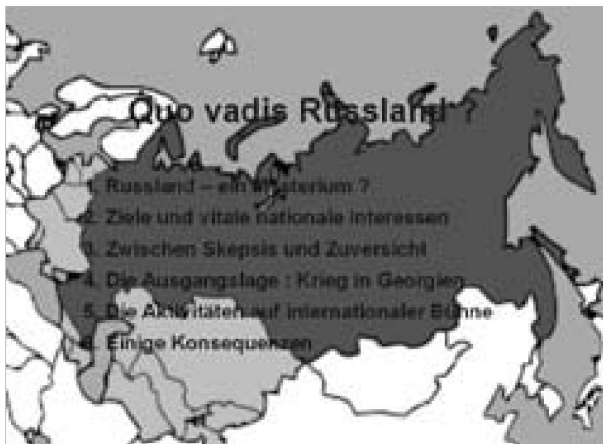 Quo vadis Russland ?
1. Russland – ein Mysterium ?
2. Ziele und vitale nationale Interessen
3. Zwischen Skepsis und Zuversicht
4. Die Ausgangslage : Krieg in Georgien
5. Die Aktivitäten auf internationaler Bühne
6. Einige Konsequenzen